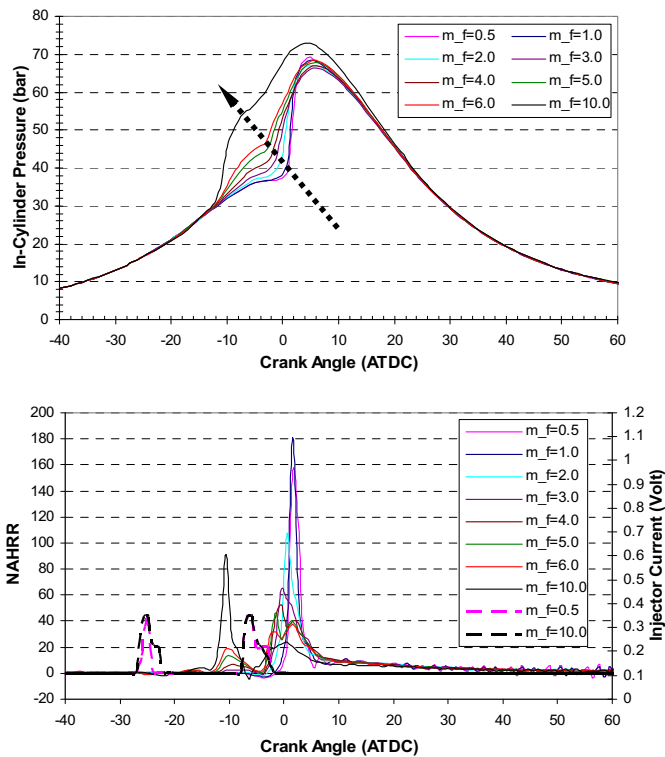 80
70
60
50
40
30
20
10
0
In-Cylinder Pressure (bar)
m_f=0.5 m_f=1.0
m_f=2.0 m_f=3.0
m_f=4.0 m_f=5.0
m_f=6.0 m_f=10.0
-40 -30 -20 -10 0 10 20 30 40 50 60
Crank Angle (ATDC)
200
180
160
140
120
100
80
60
40
20
0
-20
NAHRR
m_f=0.5
m_f=1.0
m_f=2.0
m_f=3.0
m_f=4.0
m_f=5.0
m_f=6.0
m_f=10.0
m_f=0.5
m_f=10.0
1.2
1.1
1
0.9
0.8
0.7
0.6
0.5
0.4
0.3
0.2
0.1
0
Injector Current (Volt)
-40 -30 -20 -10 0 10 20 30 40 50 60
Crank Angle (ATDC)